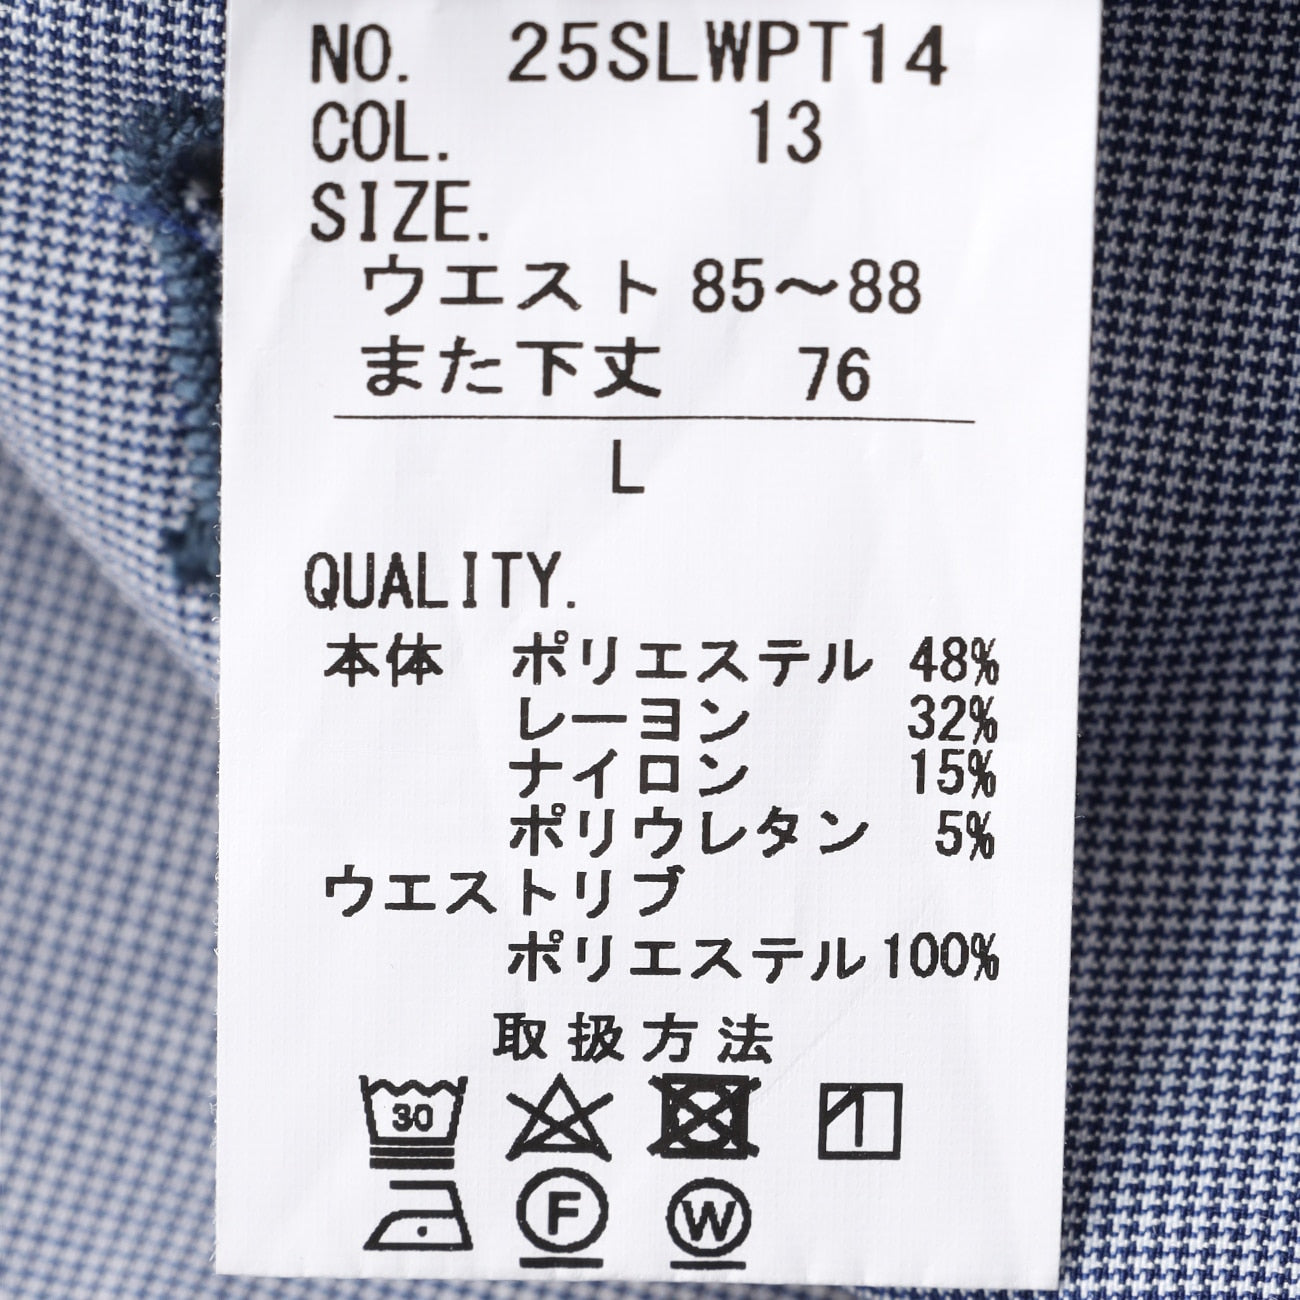 NO. 25SLWPT14
COL. 13
SIZE.
ウエスト 85〜88
また下丈 76
L
QUALITY.
本体 ポリエステル 48%
レーヨン 32%
ナイロン 15%
ポリウレタン 5%
ウエストリブ
ポリエステル 100%
取扱方法
30
F W